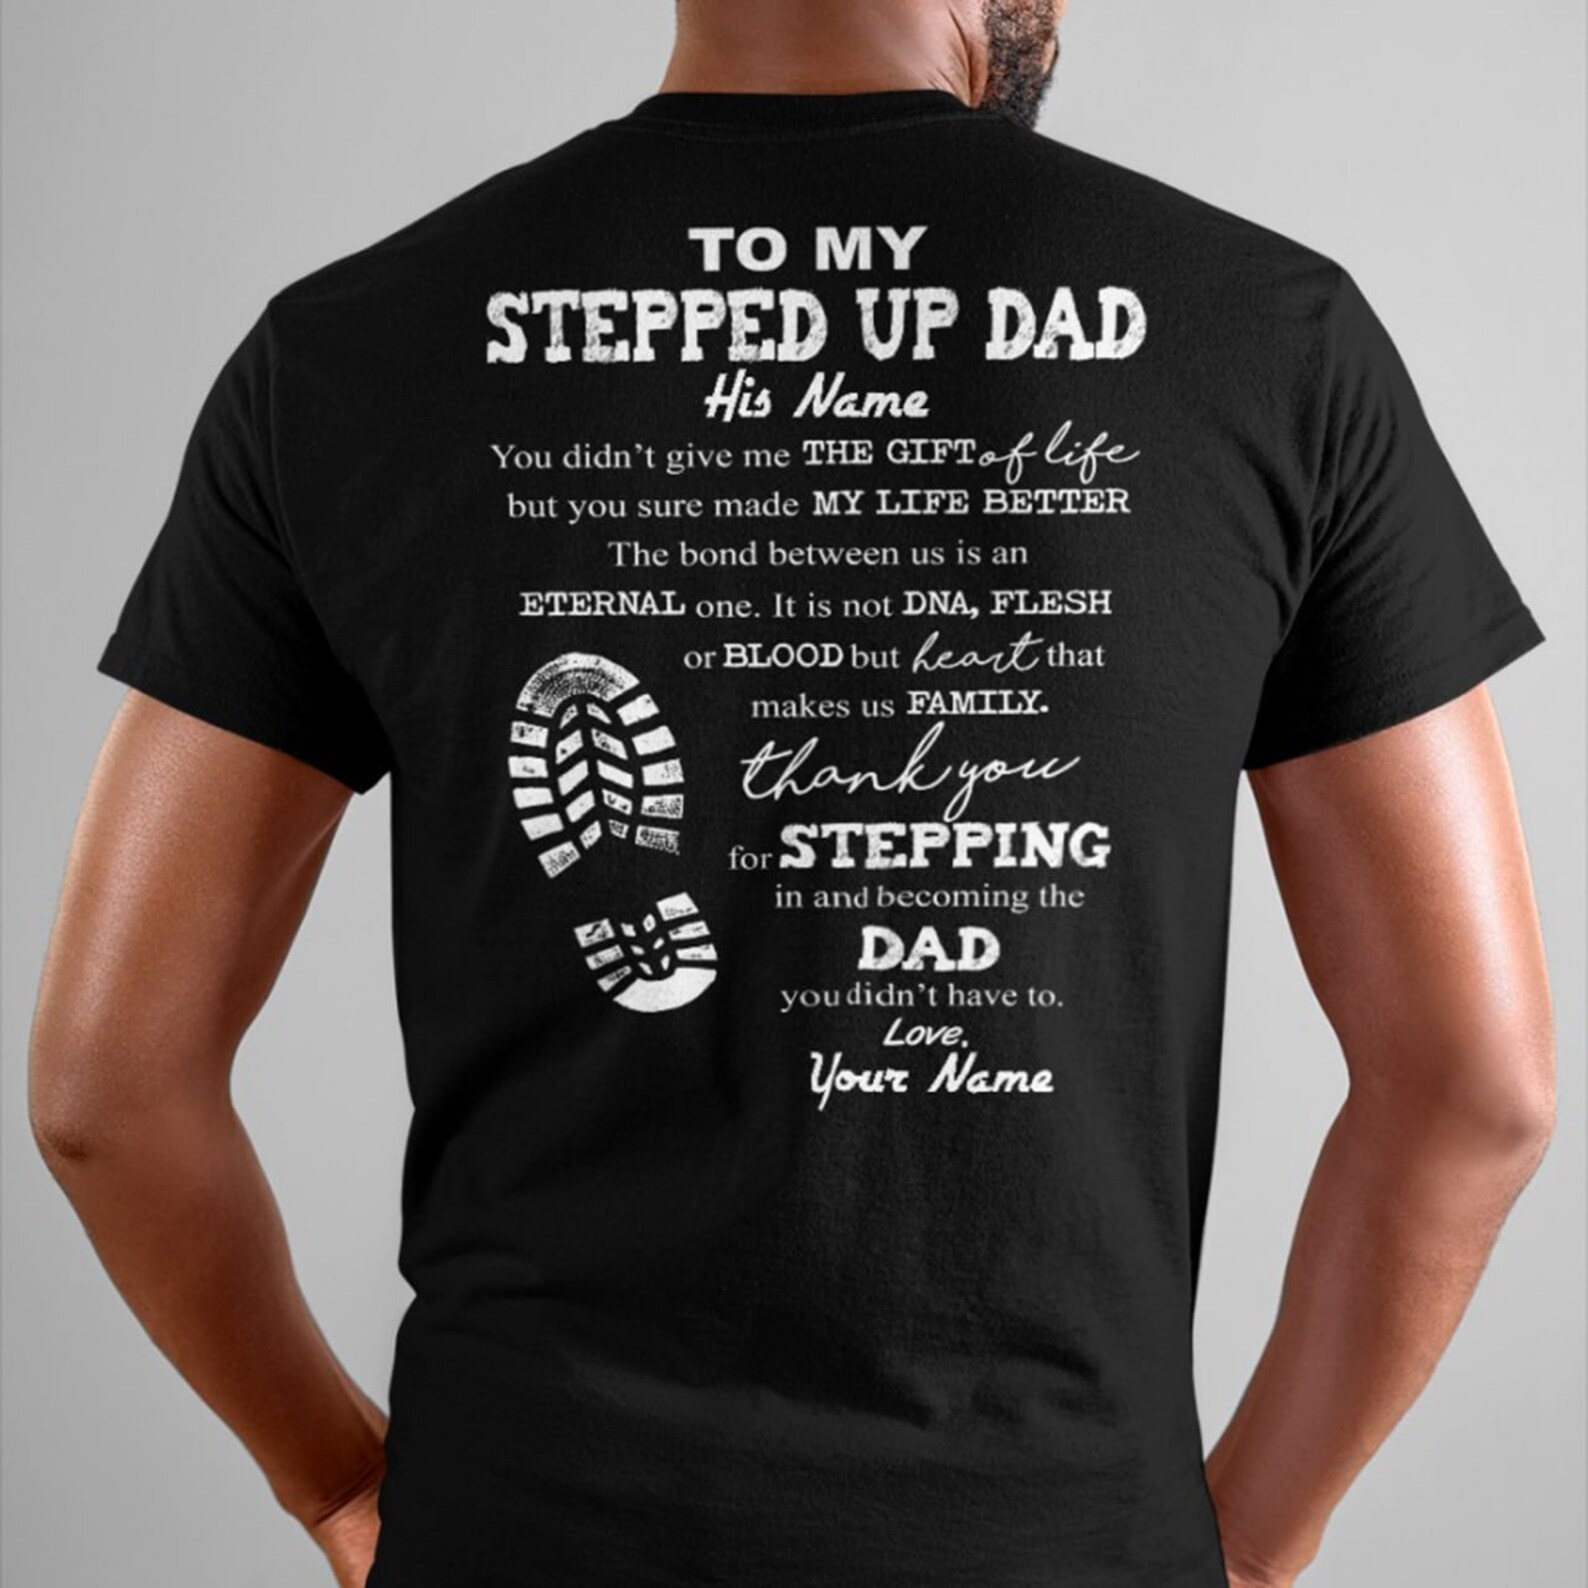 TO MY
STEPPED UP DAD
His Name
You didn't give me THE GIFT of life
but you sure made MY LIFE BETTER
The bond between us is an
ETERNAL one. It is not DNA, FLESH
or BLOOD but heart that
makes us FAMILY.
thank you
for STEPPING
in and becoming the
DAD
you didn't have to.
Love,
Your Name